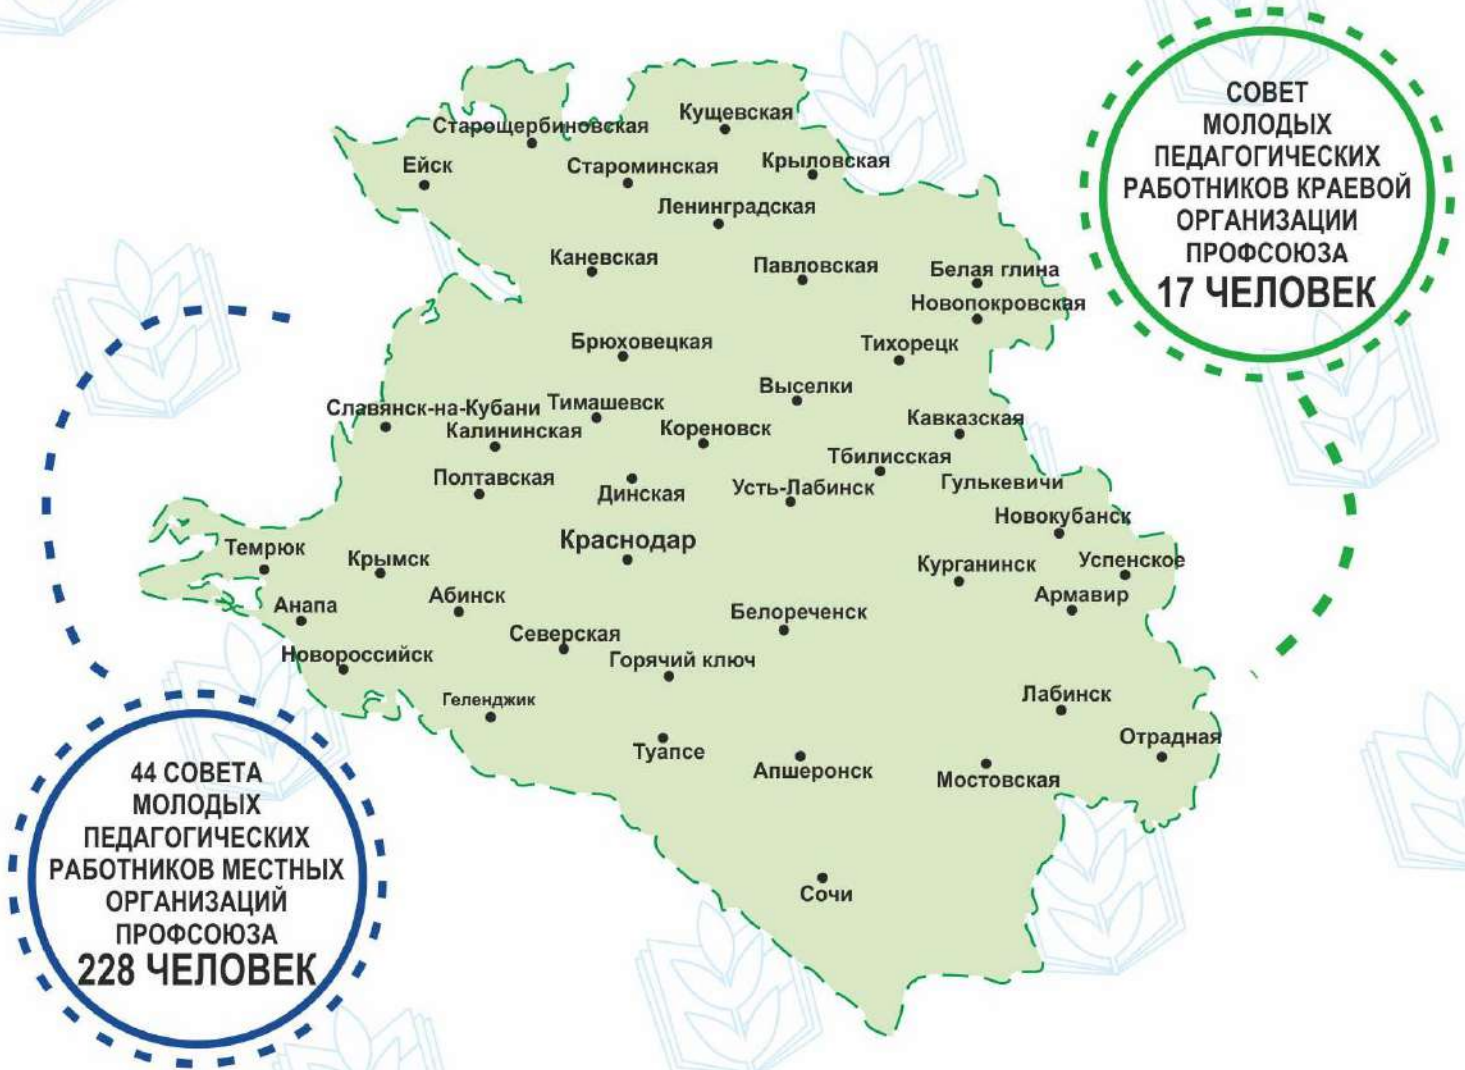 СОВЕТ
МОЛОДЫХ
ПЕДАГОГИЧЕСКИХ
РАБОТНИКОВ КРАЕВОЙ
ОРГАНИЗАЦИИ
ПРОФСОЮЗА
17 ЧЕЛОВЕК
Кущевская
Старощербиновская
Крыловская
Ейск
Староминская
Ленинградская
Каневская
Павловская
Белая глина
Новопокровская
Брюховецкая
Тихорецк
Выселки
Тимашевск
Славянск-на-Кубани
Кавказская
Калининская
Кореновск
Тбилисская
Полтавская
Гулькевичи
Усть-Лабинск
Динская
Новокубанск
Краснодар
Темрюк
Крымск
Успенское
Курганинск
Армавир
Абинск
Анапа
Белореченск
Северская
Новороссийск
Горячий ключ
Лабинск
Геленджик
Отрадная
Туапсе
Апшеронск
Мостовская
Сочи
44 СОВЕТА
МОЛОДЫХ
ПЕДАГОГИЧЕСКИХ
РАБОТНИКОВ МЕСТНЫХ
ОРГАНИЗАЦИЙ
ПРОФСОЮЗА
228 ЧЕЛОВЕК